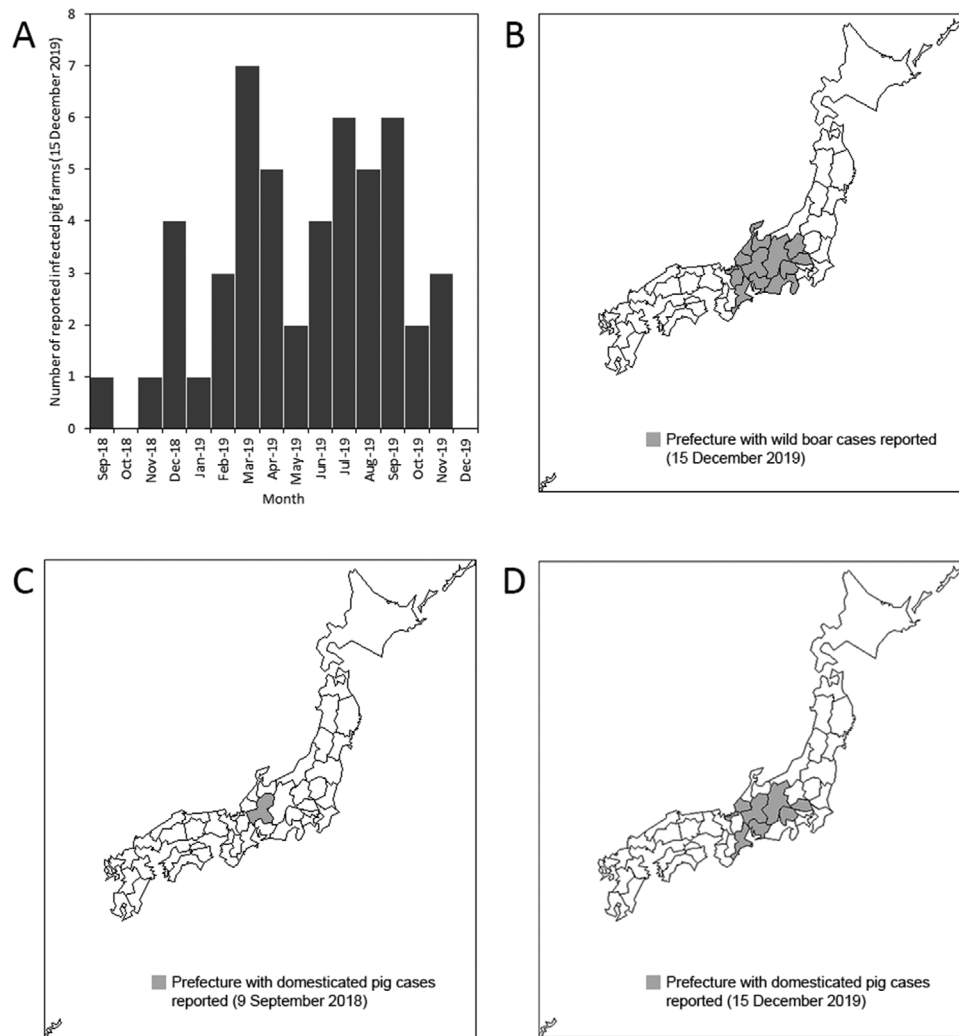 A
Number of reported infected pig farms (15 December 2019)
8
7
6
5
4
3
2
1
0
Sep-18
Oct-18
Nov-18
Dec-18
Jan-19
Feb-19
Mar-19
Apr-19
May-19
Jun-19
Jul-19
Aug-19
Sep-19
Oct-19
Nov-19
Dec-19
Month
B
Prefecture with wild boar cases reported
(15 December 2019)
C
Prefecture with domesticated pig cases
reported (9 September 2018)
D
Prefecture with domesticated pig cases
reported (15 December 2019)